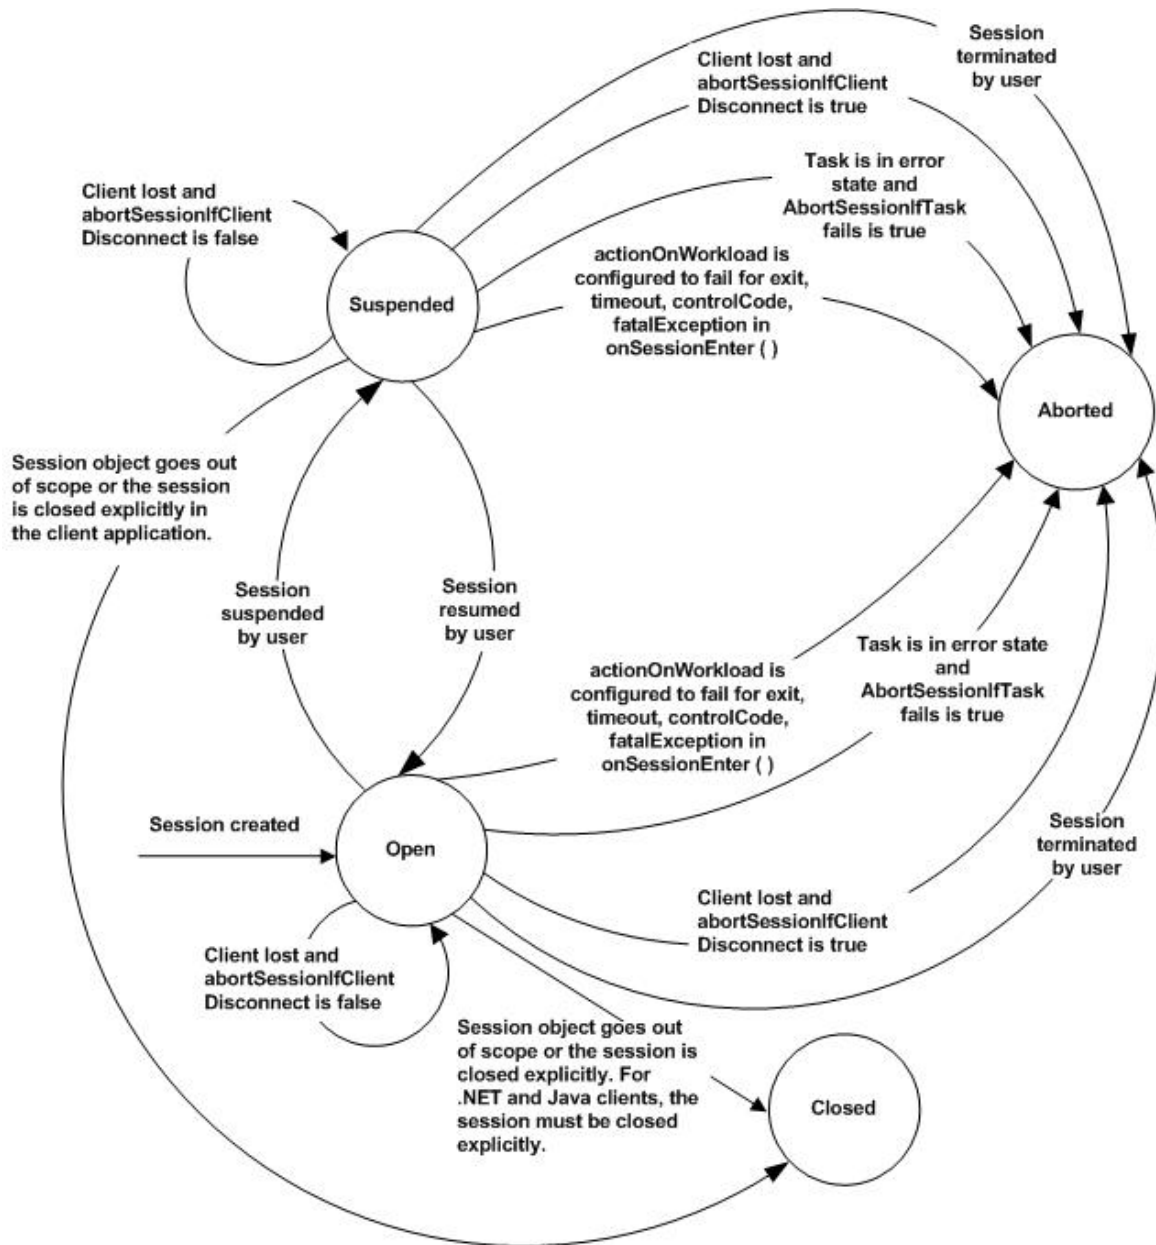 Session
terminated
by user
Client lost and
abortSessionIfClient
Disconnect is true
Task is in error
state and
AbortSessionIfTask
fails is true
Client lost and
abortSessionIfClient
Disconnect is false
actionOnWorkload is
configured to fail for exit,
timeout, controlCode,
fatalException in
onSessionEnter ( )
Suspended
Aborted
Session object goes out
of scope or the session
is closed explicitly in
the client application.
Session
suspended
by user
Session
resumed
by user
Task is in error state
and
AbortSessionIfTask
fails is true
actionOnWorkload is
configured to fail for exit,
timeout, controlCode,
fatalException in
onSessionEnter ( )
Session created
Open
Session
terminated
by user
Client lost and
abortSessionIfClient
Disconnect is true
Client lost and
abortSessionIfClient
Disconnect is false
Session object goes out
of scope or the session is
closed explicitly. For
.NET and Java clients, the
session must be closed
explicitly.
Closed